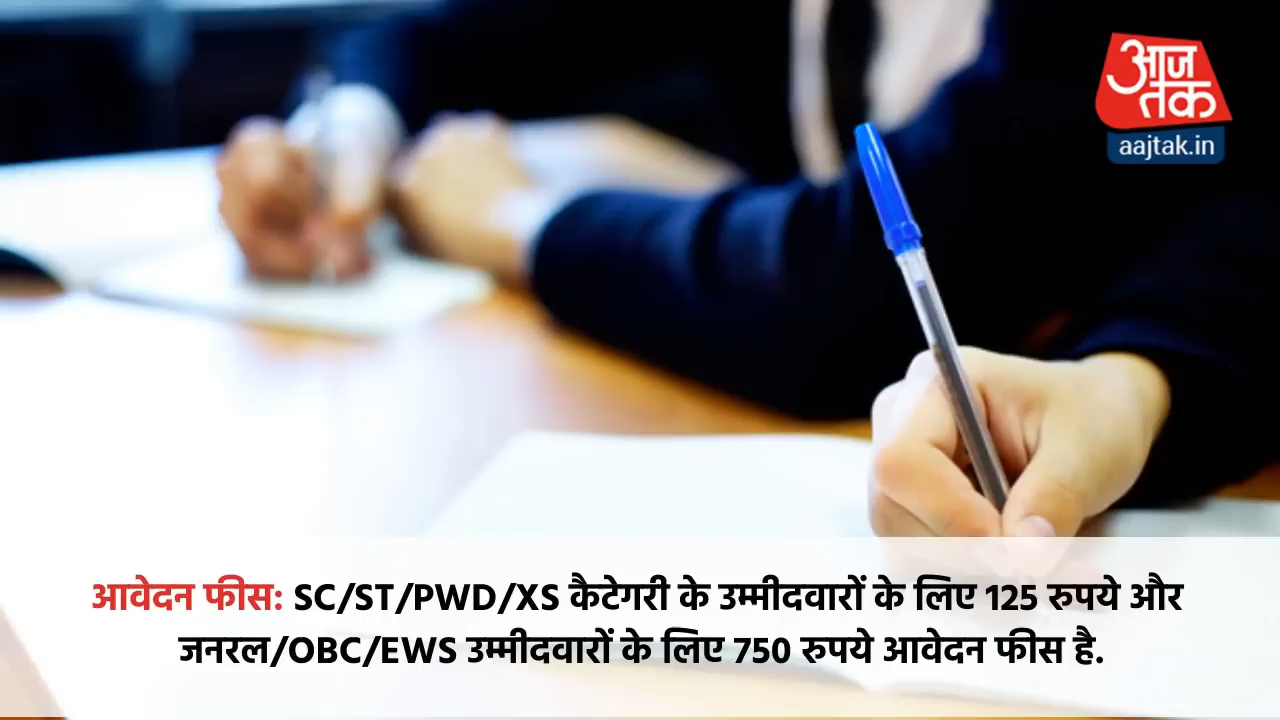 आज
तक
aajtak.in
आवेदन फीस: SC/ST/PWD/XS कैटेगरी के उम्मीदवारों के लिए 125 रुपये और
जनरल/OBC/EWS उम्मीदवारों के लिए 750 रुपये आवेदन फीस है.